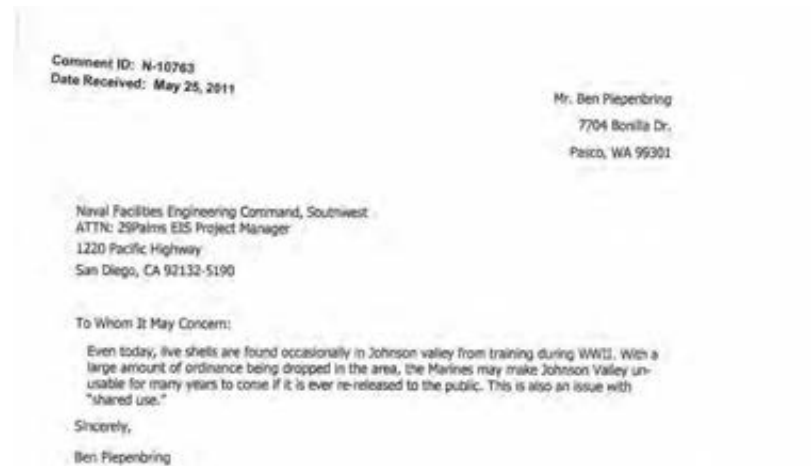 Comment ID: N-10763
Date Received: May 25, 2011
Mr. Ben Piepenbring
7704 Bonilla Dr.
Pasco, WA 99301
Naval Facilities Engineering Command, Southwest
ATTN: 29Palms EIS Project Manager
1220 Pacific Highway
San Diego, CA 92132-5190
To Whom It May Concern:
Even today, live shells are found occasionally in Johnson valley from training during WWII. With a
large amount of ordinance being dropped in the area, the Marines may make Johnson Valley un-
usable for many years to come if it is ever re-released to the public. This is also an issue with
"shared use."
Sincerely,
Ben Piepenbring